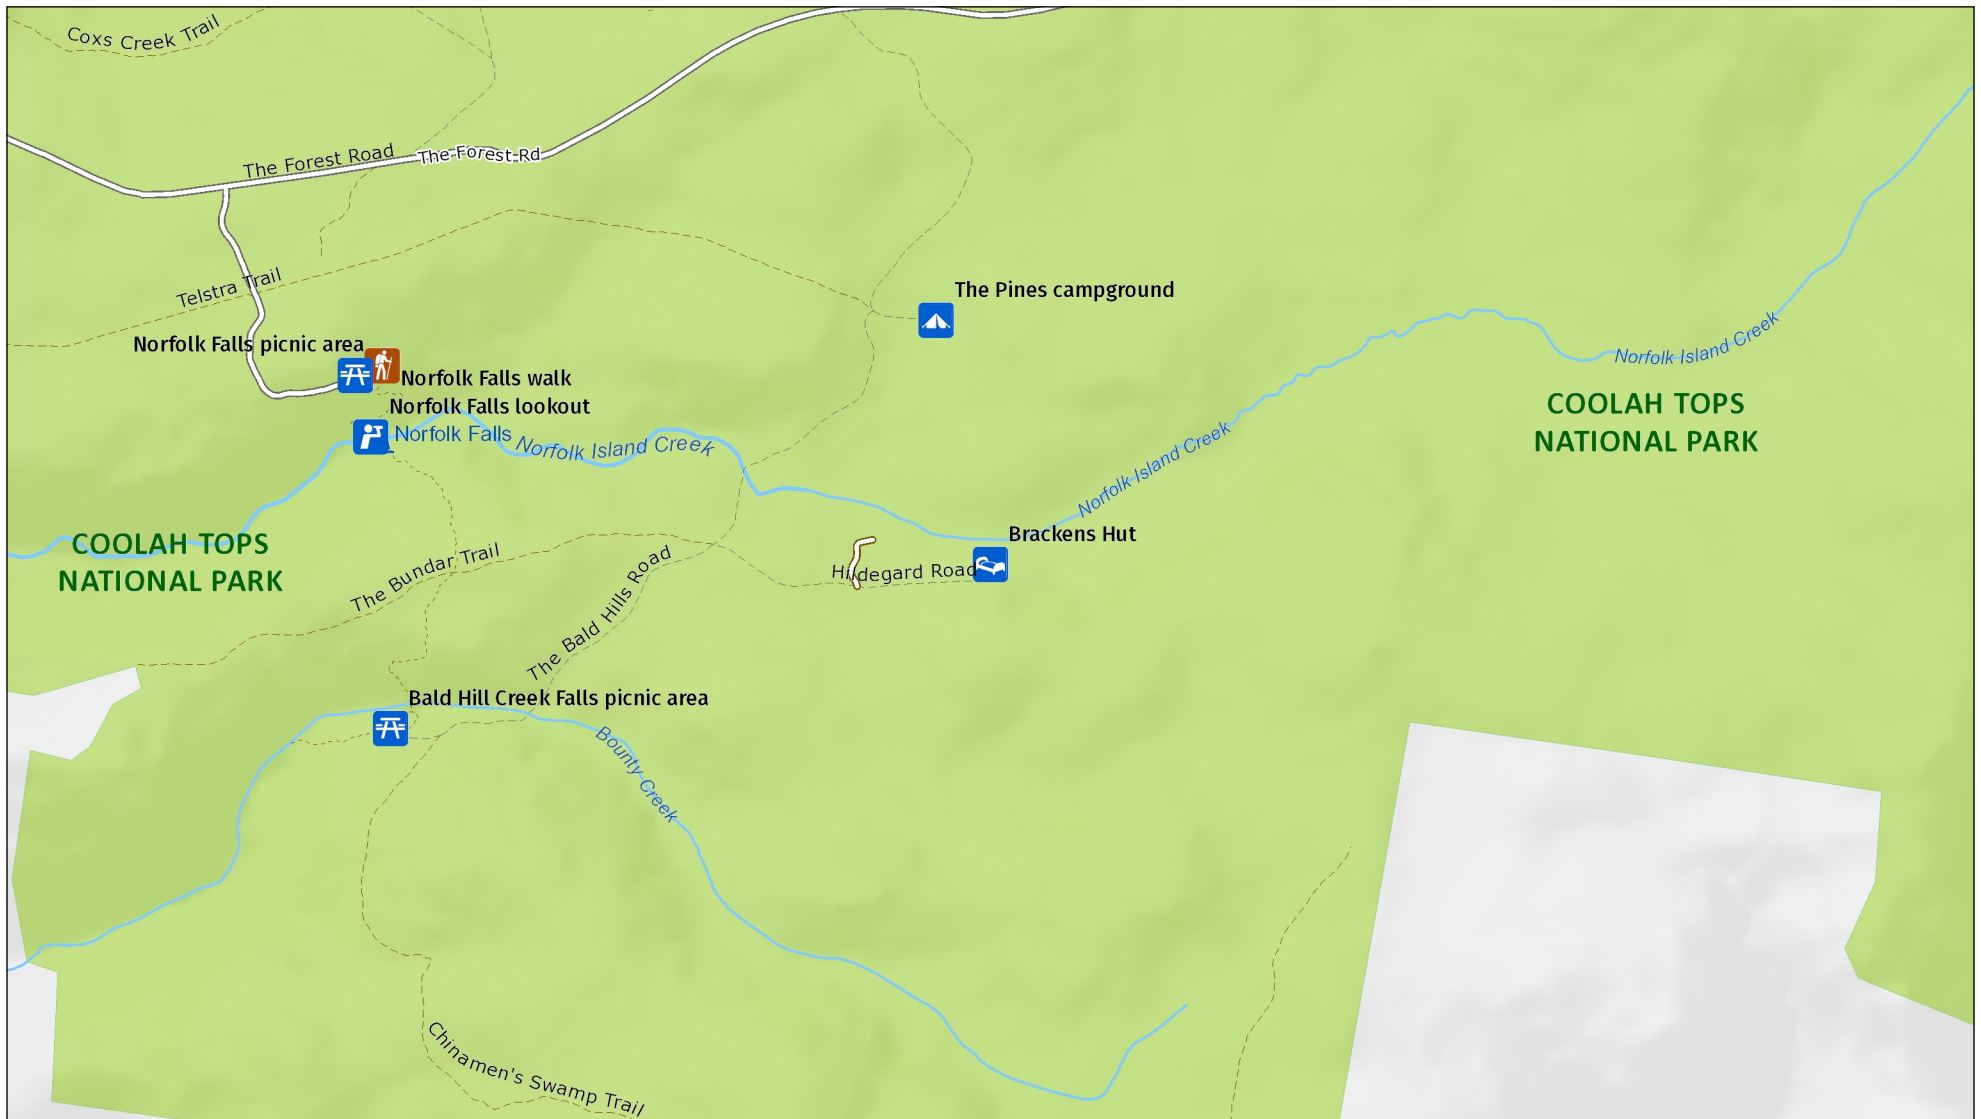 Coxs Creek Trail
The Forest Road
The Forest Rd
Telstra Trail
The Pines campground
Norfolk Falls picnic area
Norfolk Falls walk
Norfolk Falls lookout
Norfolk Falls
Norfolk Island Creek
Norfolk Island Creek
Norfolk Island Creek
COOLAH TOPS
NATIONAL PARK
COOLAH TOPS
NATIONAL PARK
Brackens Hut
Hildegard Road
The Bundar Trail
The Bald Hills Road
Bald Hill Creek Falls picnic area
Bounty Creek
Chinamen's Swamp Trail